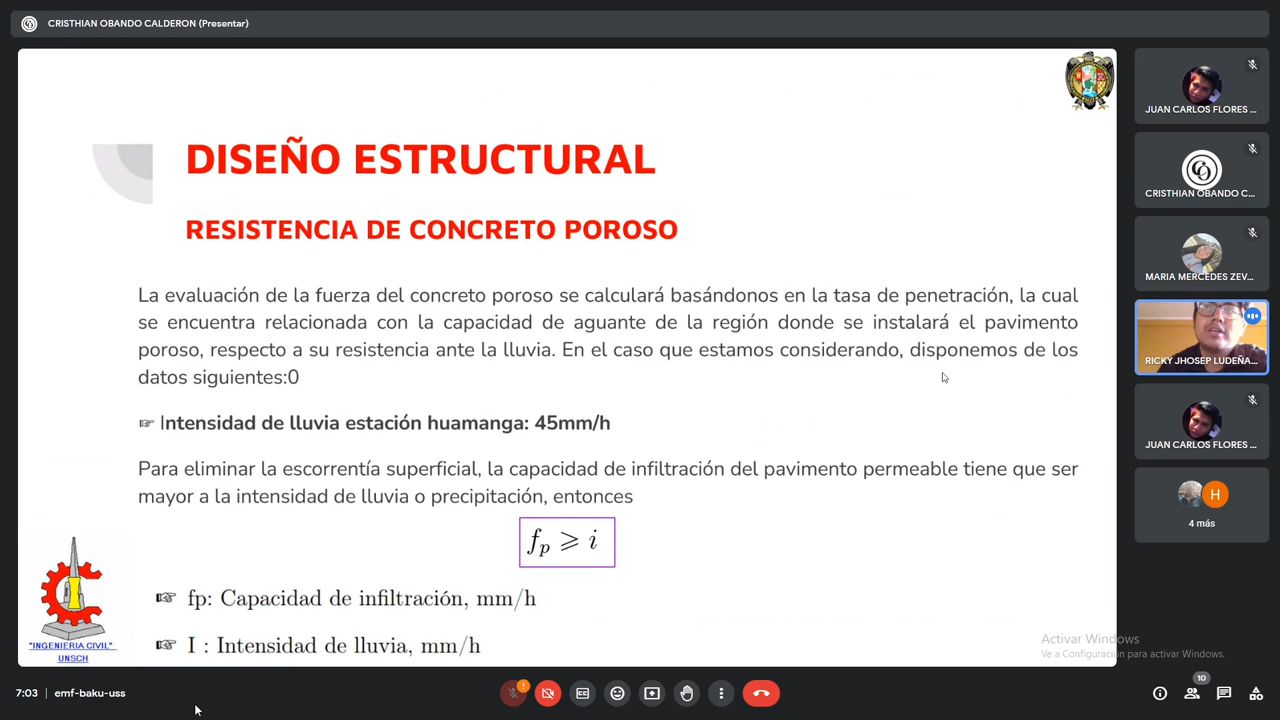 CRISTHIAN OBANDO CALDERON (Presentar)
DISEÑO ESTRUCTURAL
RESISTENCIA DE CONCRETO POROSO
La evaluación de la fuerza del concreto poroso se calculará basándonos en la tasa de penetración, la cual
se encuentra relacionada con la capacidad de aguante de la región donde se instalará el pavimento
poroso, respecto a su resistencia ante la lluvia. En el caso que estamos considerando, disponemos de los
datos siguientes:0
☞ Intensidad de lluvia estación huamanga: 45mm/h
Para eliminar la escorrentía superficial, la capacidad de infiltración del pavimento permeable tiene que ser
mayor a la intensidad de lluvia o precipitación, entonces
fp ⩾ i
☞ fp: Capacidad de infiltración, mm/h
☞ I : Intensidad de lluvia, mm/h
"INGENIERIA CIVIL"
UNSCH
JUAN CARLOS FLORES ...
CO
CRISTHIAN OBANDO C...
MARIA MERCEDES ZEV...
RICKY JHOSEP LUDEÑA...
JUAN CARLOS FLORES ...
H
4 más
Activar Windows
Ve a Configuración para activar Windows.
7:03 | emf-baku-uss
10